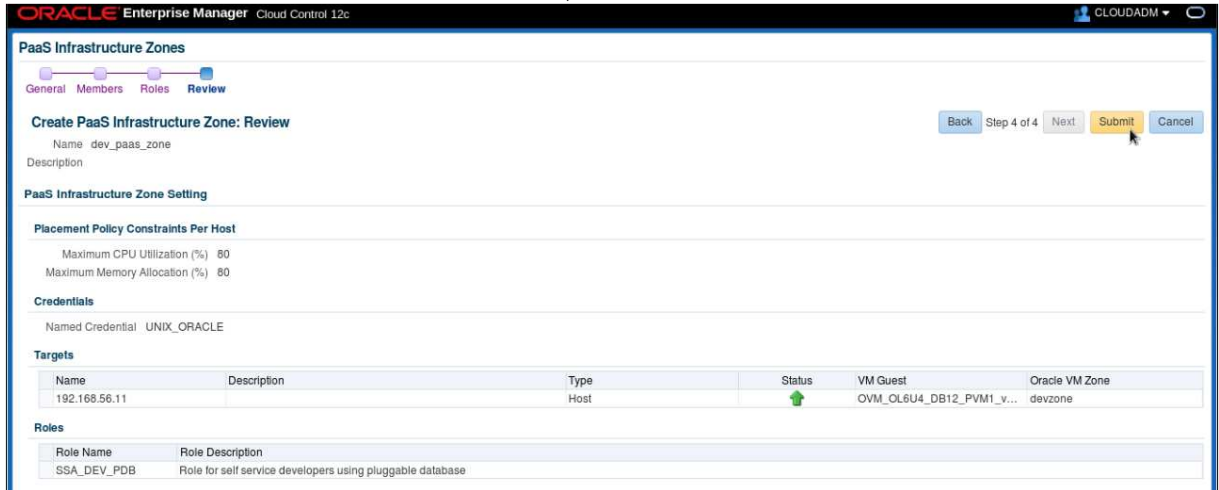 ORACLE Enterprise Manager Cloud Control 12c CLOUDADM
PaaS Infrastructure Zones
General Members Roles Review
Create PaaS Infrastructure Zone: Review Back Step 4 of 4 Next Submit Cancel
Name dev_paas_zone
Description
PaaS Infrastructure Zone Setting
Placement Policy Constraints Per Host
Maximum CPU Utilization (%) 80
Maximum Memory Allocation (%) 80
Credentials
Named Credential UNIX_ORACLE
Targets
Name Description Type Status VM Guest Oracle VM Zone
192.168.56.11 Host OVM_OL6U4_DB12_PVM1_v... devzone
Roles
Role Name Role Description
SSA_DEV_PDB Role for self service developers using pluggable database